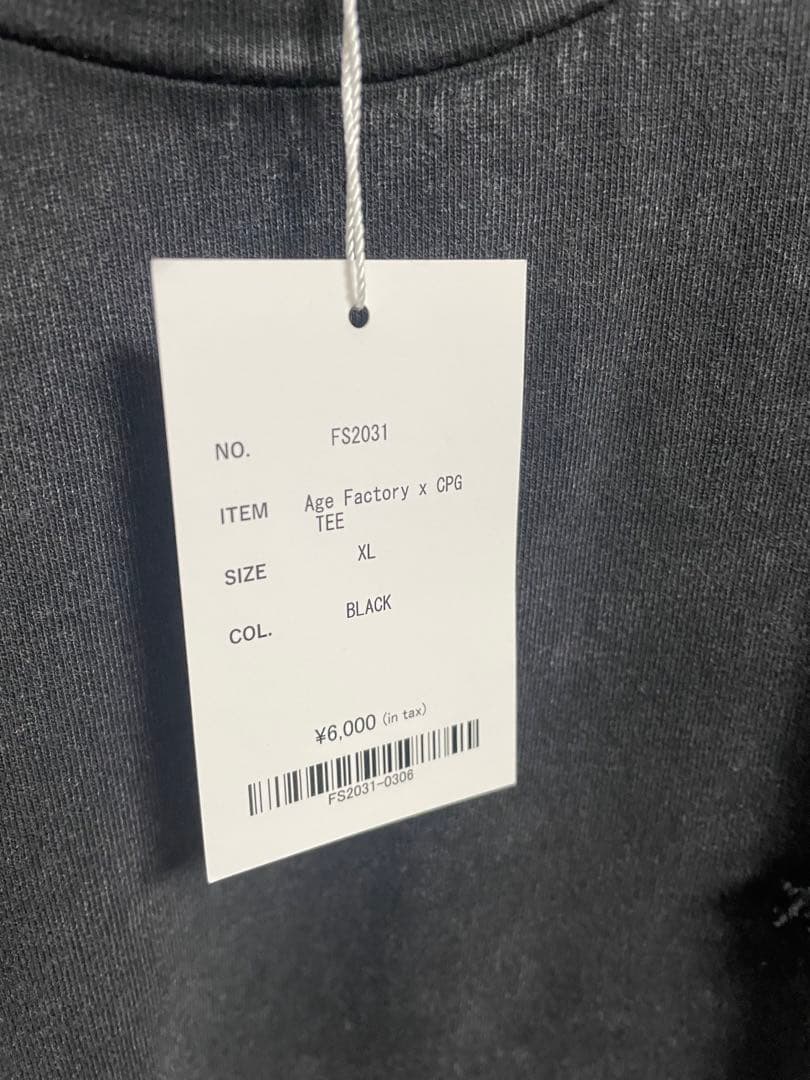 NO. FS2031
ITEM Age Factory x CPG
TEE
SIZE XL
COL. BLACK
¥6,000 (in tax)
FS2031-0306